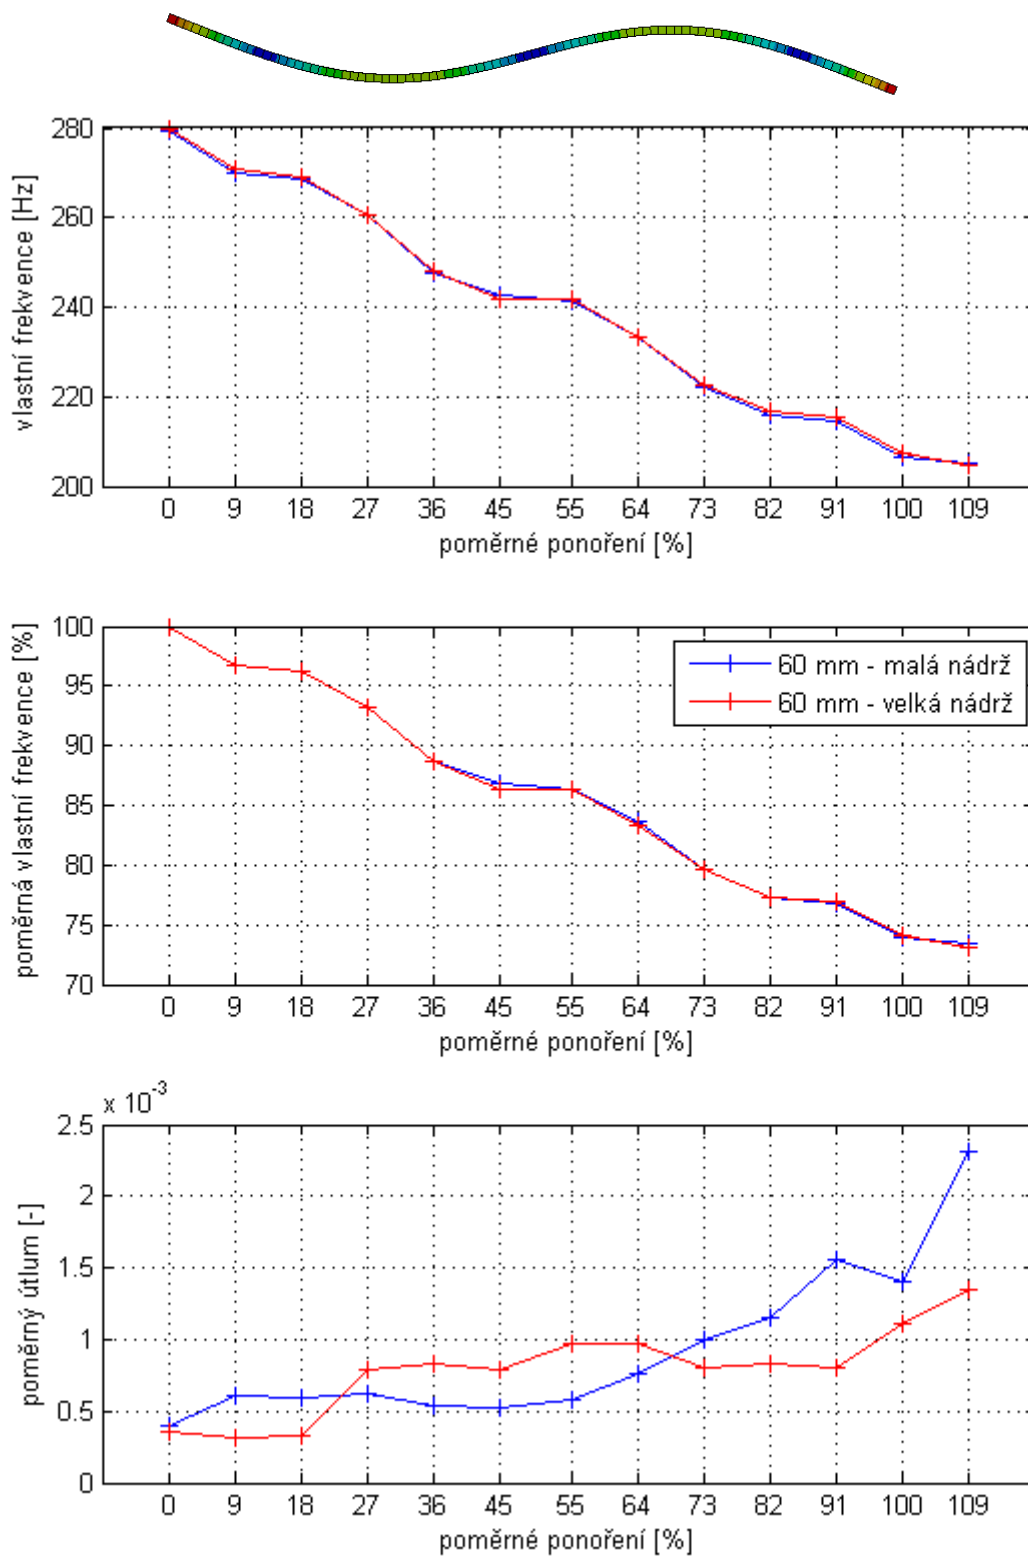 280
260
240
220
200
vlastní frekvence [Hz]
0 9 18 27 36 45 55 64 73 82 91 100 109
poměrné ponoření [%]
100
95
90
85
80
75
70
poměrná vlastní frekvence [%]
60 mm - malá nádrž
60 mm - velká nádrž
0 9 18 27 36 45 55 64 73 82 91 100 109
poměrné ponoření [%]
x 10^-3
2.5
2
1.5
1
0.5
0
poměrný útlum [-]
0 9 18 27 36 45 55 64 73 82 91 100 109
poměrné ponoření [%]